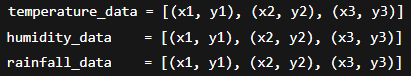 temperature_data = [(x1, y1), (x2, y2), (x3, y3)]
humidity_data    = [(x1, y1), (x2, y2), (x3, y3)]
rainfall_data    = [(x1, y1), (x2, y2), (x3, y3)]